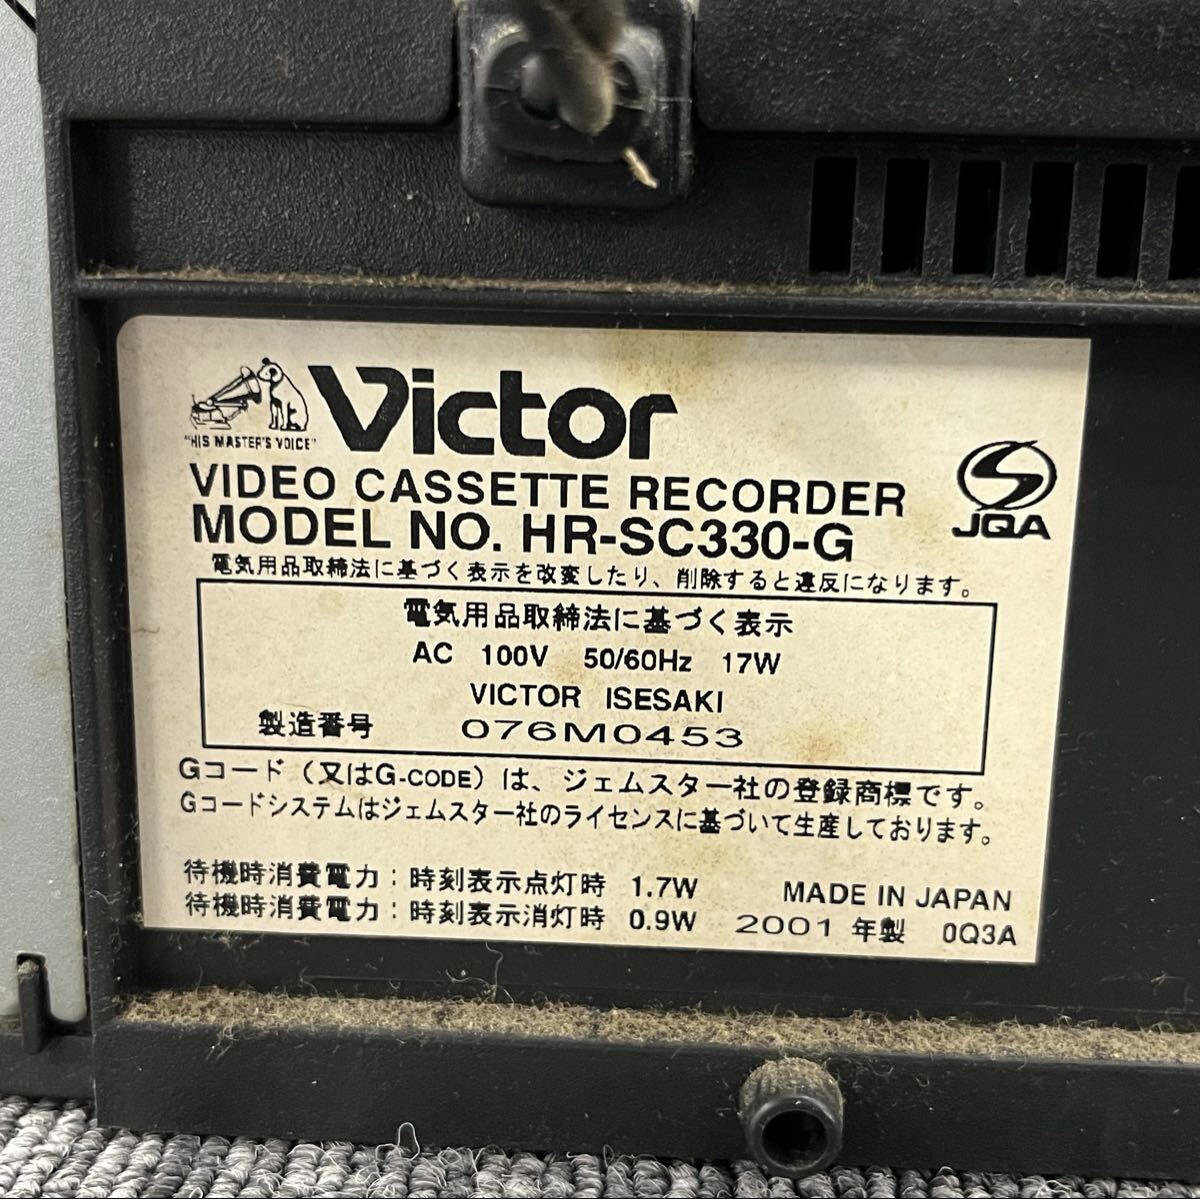 "HIS MASTER'S VOICE"
Victor
VIDEO CASSETTE RECORDER
MODEL NO. HR-SC330-G
JQA
電気用品取締法に基づく表示を改変したり、削除すると違反になります。
電気用品取締法に基づく表示
AC 100V 50/60Hz 17W
VICTOR ISESAKI
製造番号 076M0453
Gコード（又はG-CODE）は、ジェムスター社の登録商標です。
Gコードシステムはジェムスター社のライセンスに基づいて生産しております。
待機時消費電力：時刻表示点灯時 1.7W
待機時消費電力：時刻表示消灯時 0.9W
MADE IN JAPAN
2001 年製 0Q3A